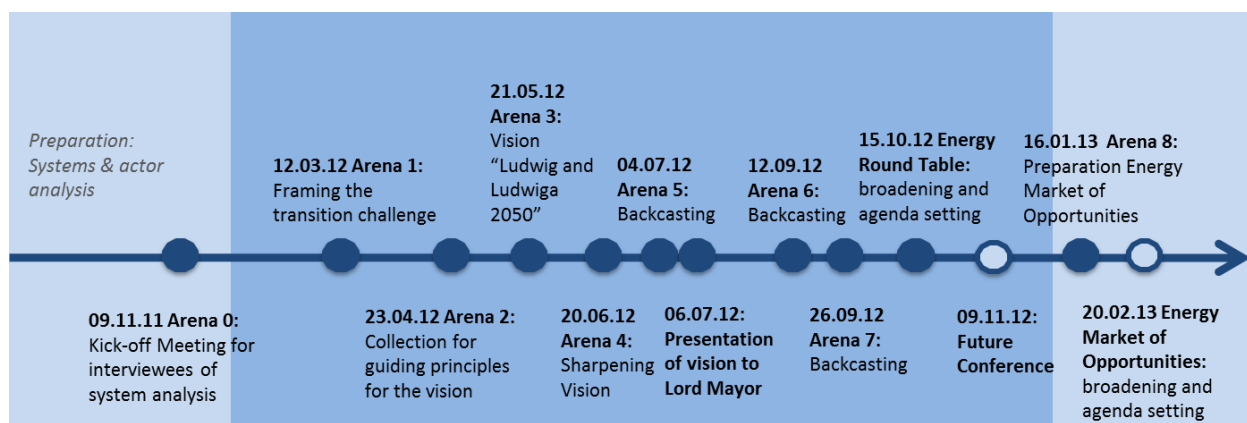 Preparation:
Systems & actor
analysis
09.11.11 Arena 0:
Kick-off Meeting for
interviewees of
system analysis
12.03.12 Arena 1:
Framing the
transition challenge
23.04.12 Arena 2:
Collection for
guiding principles
for the vision
21.05.12
Arena 3:
Vision
“Ludwig and
Ludwiga
2050”
20.06.12
Arena 4:
Sharpening
Vision
04.07.12
Arena 5:
Backcasting
06.07.12:
Presentation
of vision to
Lord Mayor
12.09.12
Arena 6:
Backcasting
26.09.12
Arena 7:
Backcasting
15.10.12 Energy
Round Table:
broadening and
agenda setting
09.11.12:
Future
Conference
16.01.13 Arena 8:
Preparation Energy
Market of
Opportunities
20.02.13 Energy
Market of
Opportunities:
broadening and
agenda setting